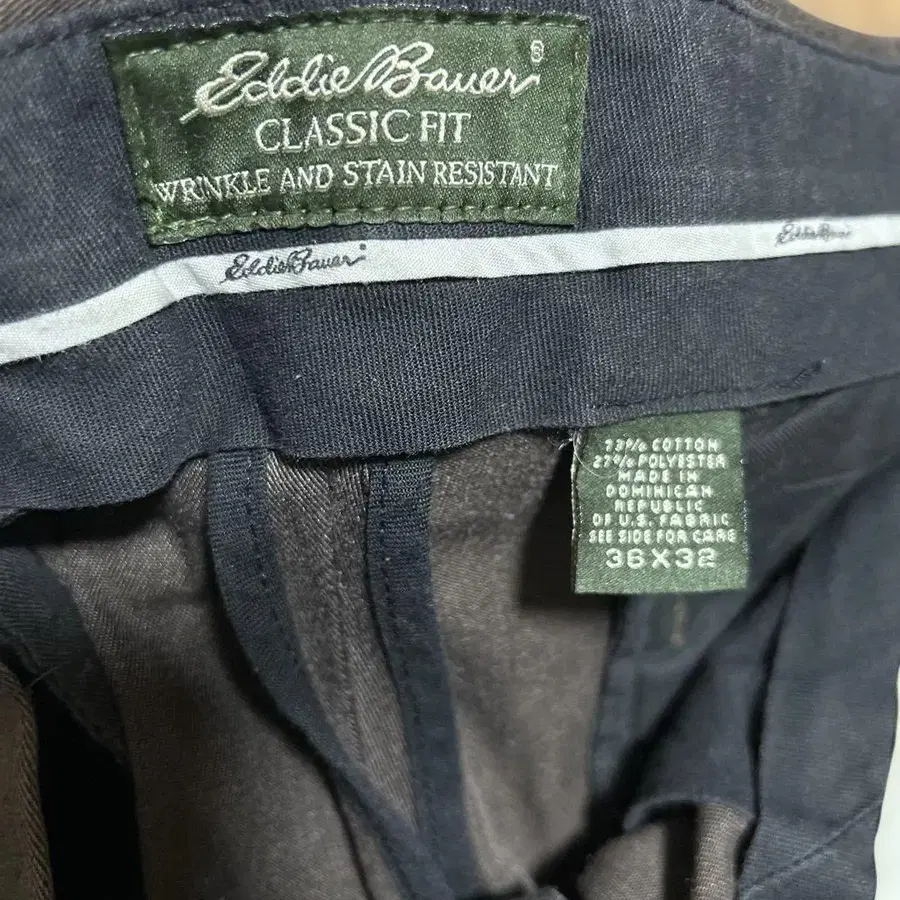 Eddie Bauer®
CLASSIC FIT
WRINKLE AND STAIN RESISTANT
Eddie Bauer
Eddie Bauer
73% COTTON
27% POLYESTER
MADE IN
DOMINICAN
REPUBLIC
OF U.S. FABRIC
SEE SIDE FOR CARE
36X32